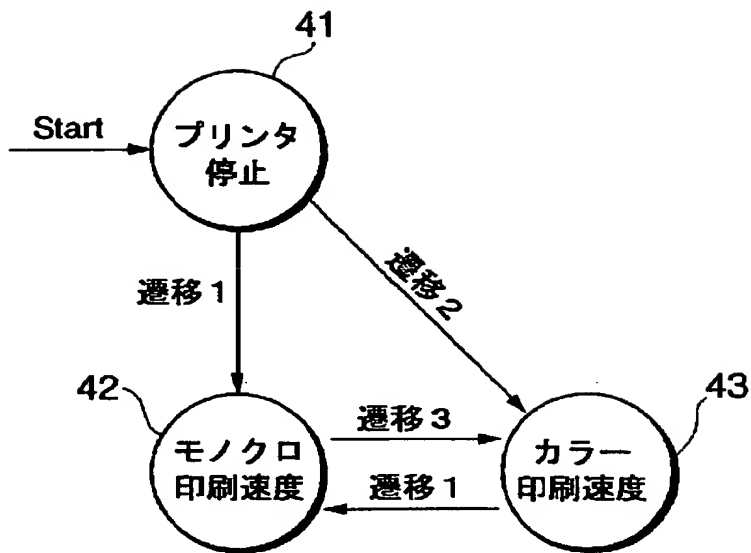 41
Start
プリンタ
停止
遷移1
遷移2
42
43
モノクロ
印刷速度
遷移3
遷移1
カラー
印刷速度